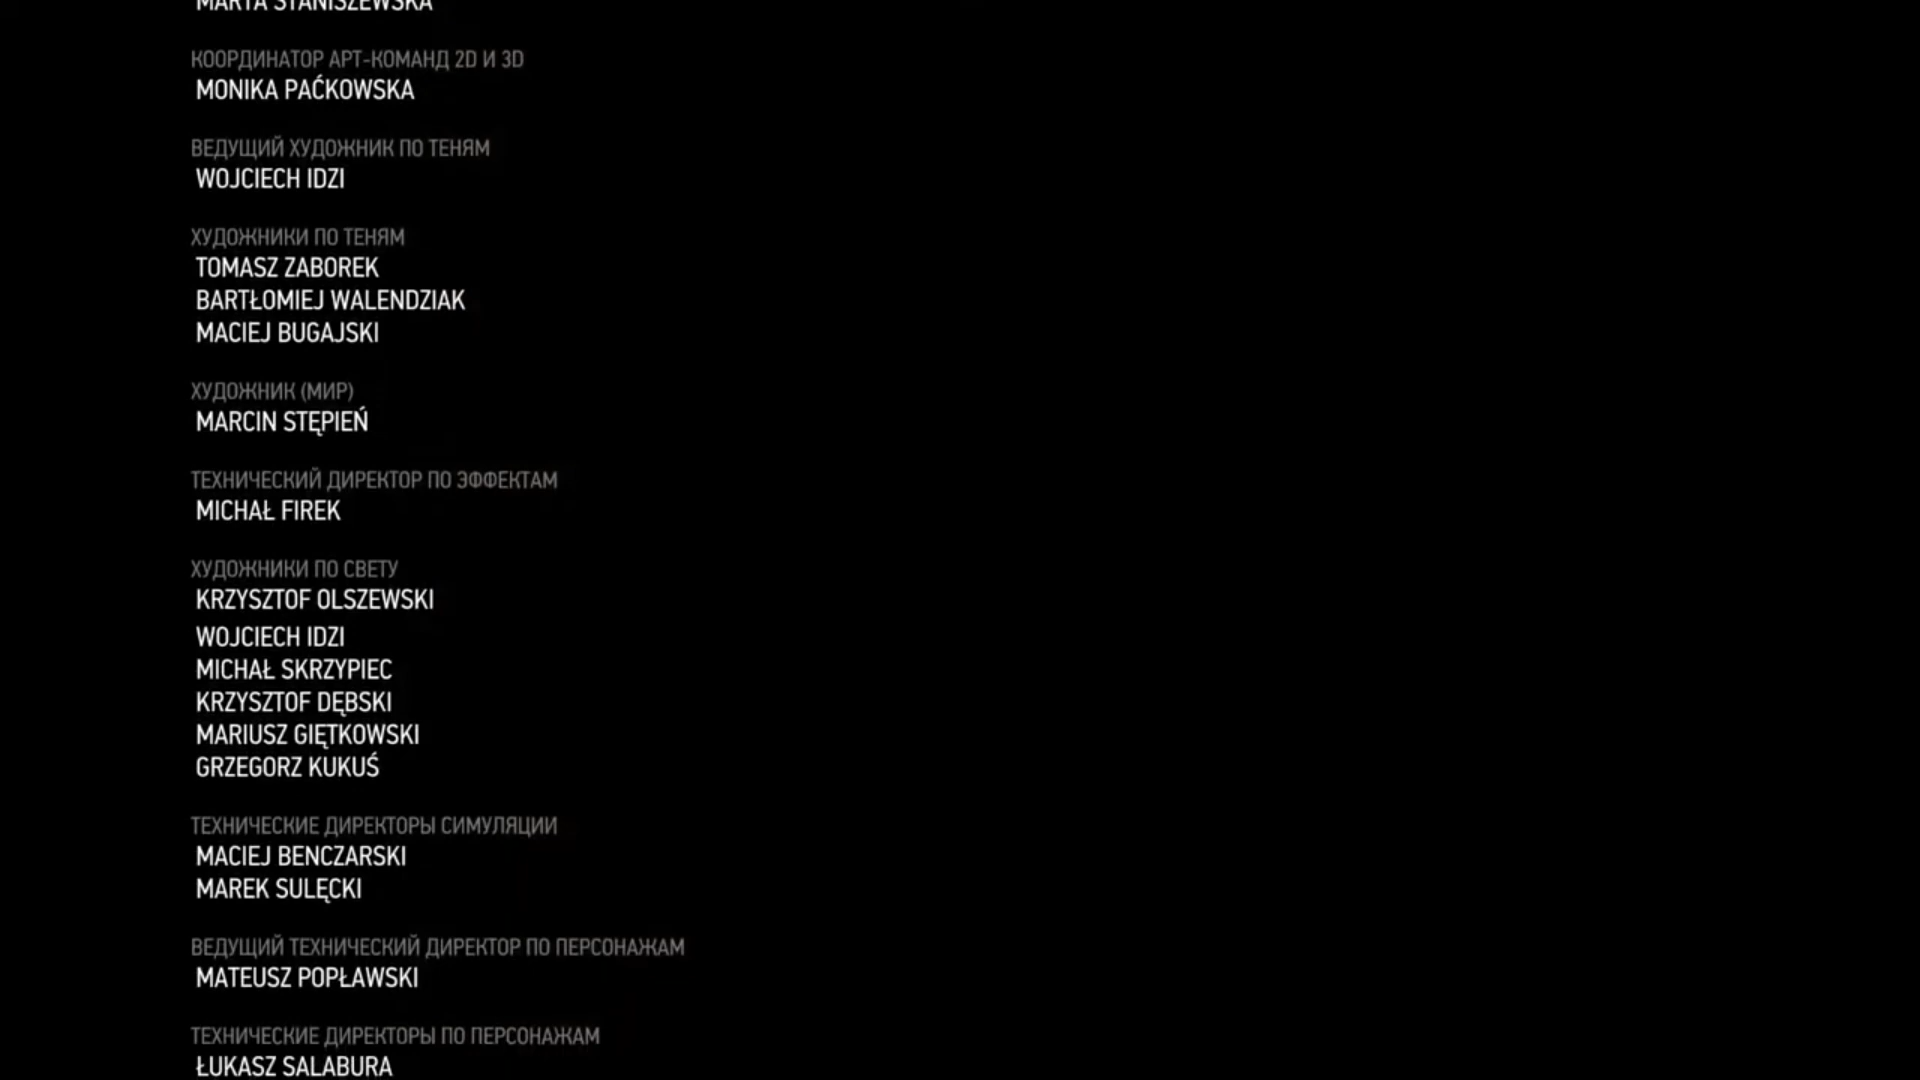 MARTA STANISZEWSKA
КООРДИНАТОР АРТ-КОМАНД 2D И 3D
MONIKA PAĆKOWSKA
ВЕДУЩИЙ ХУДОЖНИК ПО ТЕНЯМ
WOJCIECH IDZI
ХУДОЖНИКИ ПО ТЕНЯМ
TOMASZ ZABOREK
BARTŁOMIEJ WALENDZIAK
MACIEJ BUGAJSKI
ХУДОЖНИК (МИР)
MARCIN STĘPIEŃ
ТЕХНИЧЕСКИЙ ДИРЕКТОР ПО ЭФФЕКТАМ
MICHAŁ FIREK
ХУДОЖНИКИ ПО СВЕТУ
KRZYSZTOF OLSZEWSKI
WOJCIECH IDZI
MICHAŁ SKRZYPIEC
KRZYSZTOF DĘBSKI
MARIUSZ GIĘTKOWSKI
GRZEGORZ KUKUŚ
ТЕХНИЧЕСКИЕ ДИРЕКТОРЫ СИМУЛЯЦИИ
MACIEJ BENCZARSKI
MAREK SULĘCKI
ВЕДУЩИЙ ТЕХНИЧЕСКИЙ ДИРЕКТОР ПО ПЕРСОНАЖАМ
MATEUSZ POPŁAWSKI
ТЕХНИЧЕСКИЕ ДИРЕКТОРЫ ПО ПЕРСОНАЖАМ
ŁUKASZ SALABURA